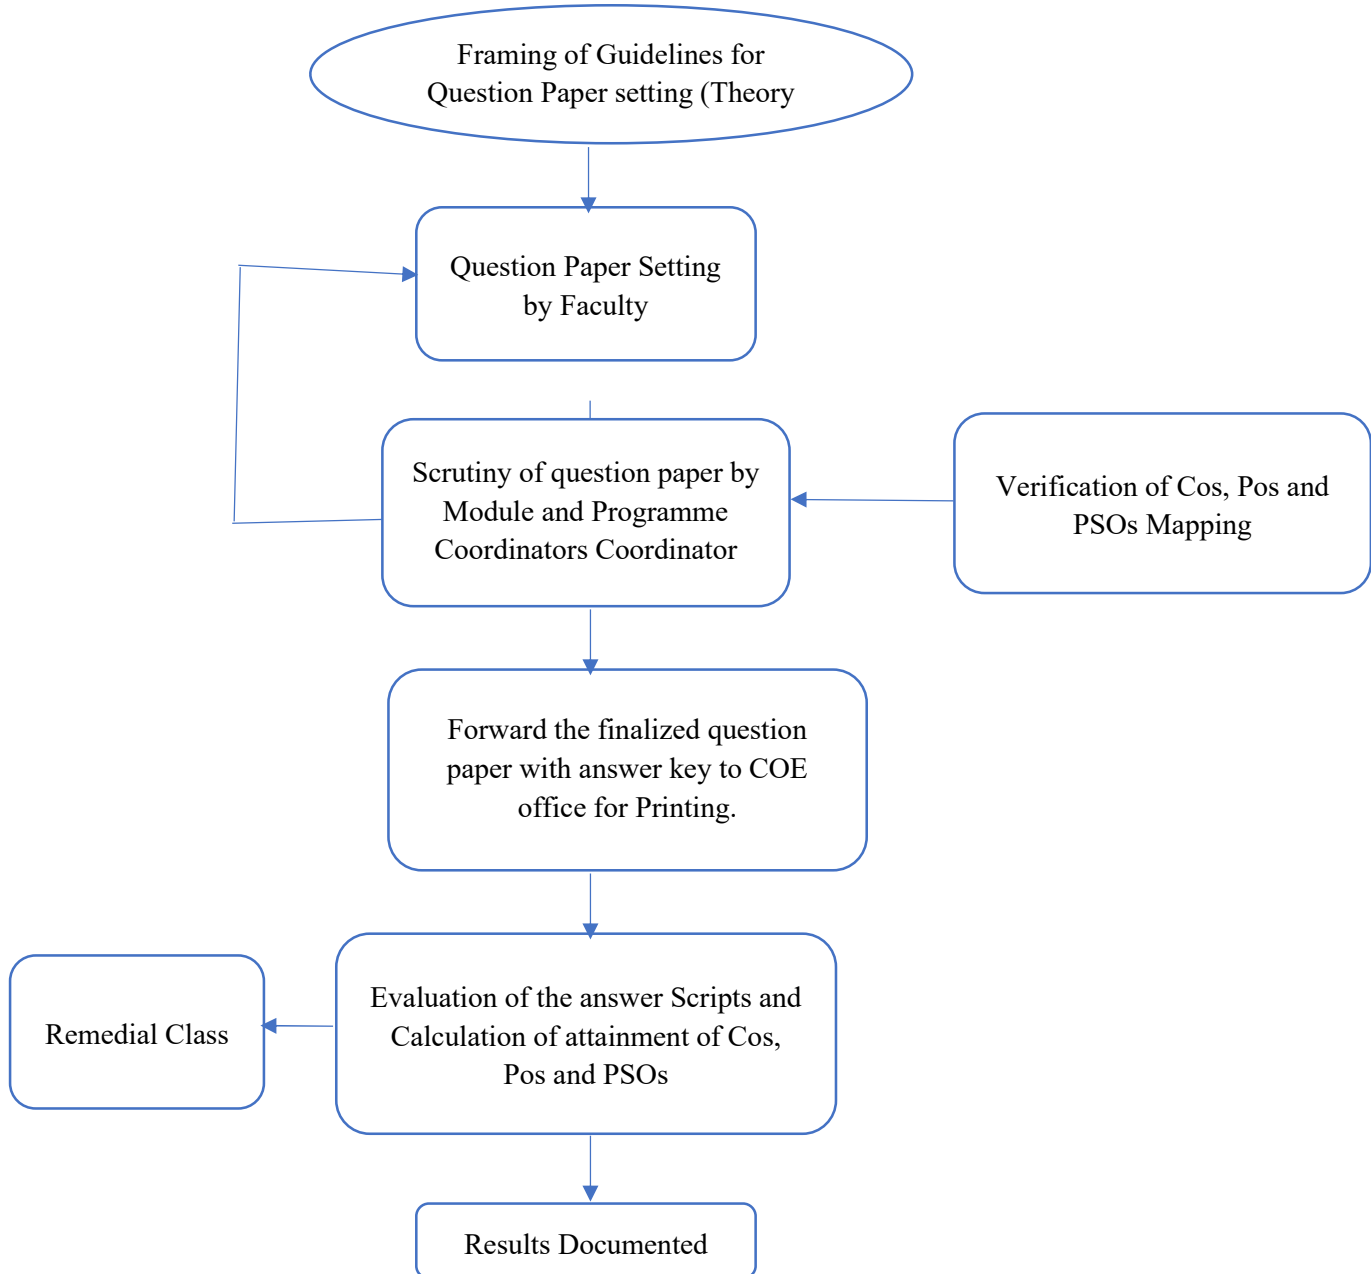 Framing of Guidelines for
Question Paper setting (Theory
Question Paper Setting
by Faculty
Scrutiny of question paper by
Module and Programme
Coordinators Coordinator
Verification of Cos, Pos and
PSOs Mapping
Forward the finalized question
paper with answer key to COE
office for Printing.
Remedial Class
Evaluation of the answer Scripts and
Calculation of attainment of Cos,
Pos and PSOs
Results Documented